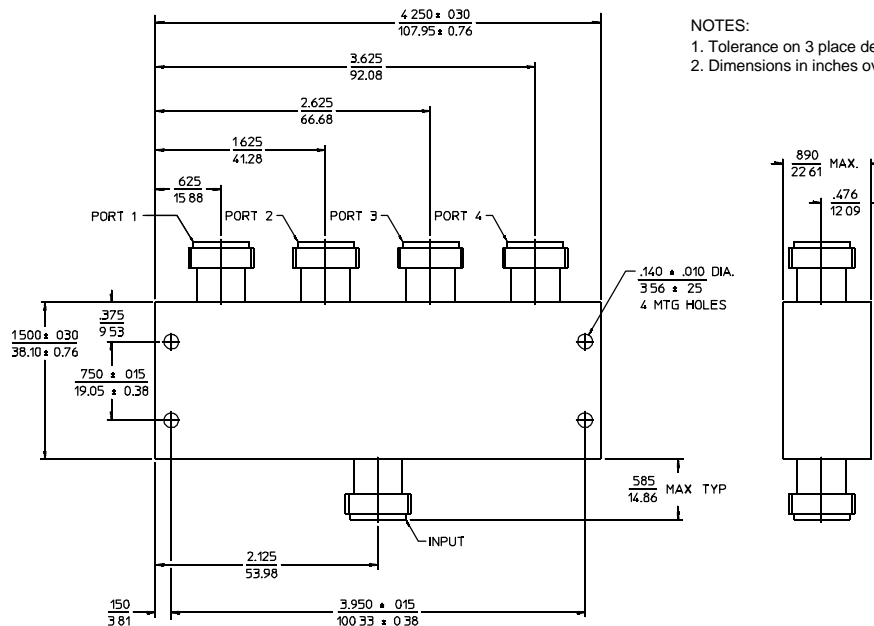 4 250± 030
107.95± 0.76
NOTES:
1. Tolerance on 3 place de
2. Dimensions in inches ov
3.625
92.08
2.625
66.68
1625
41.28
625
15 88
890 MAX.
22 61
.476
12 09
PORT 1
PORT 2
PORT 3
PORT 4
.140 ± .010 DIA.
3 56 ± 25
4 MTG HOLES
.375
9 53
1500± 030
38.10± 0.76
750 ± 015
19.05 ± 0.38
585 MAX TYP
14.86
INPUT
2.125
53.98
150
3 81
3.950 ± 015
100 33 ± 0 38